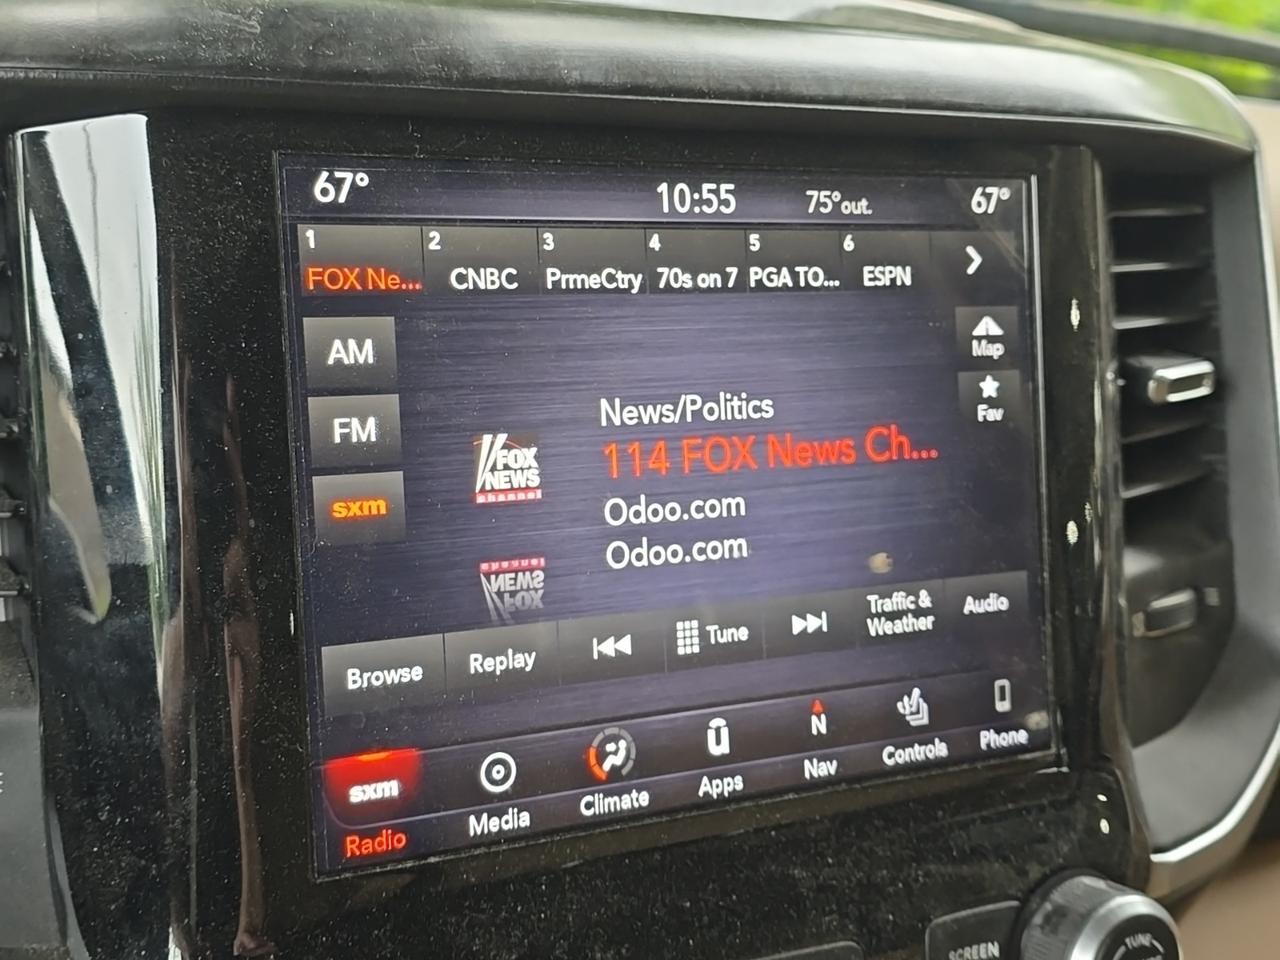 67° 10:55 75°out. 67°
1 2 3 4 5 6
FOX Ne... CNBC PrmeCtry 70s on 7 PGA TO... ESPN
AM
Map
FM
Fav
sxm
News/Politics
114 FOX News Ch...
FOX
NEWS
channel
Odoo.com
Odoo.com
Browse Replay Tune Traffic & Weather Audio
sxm
Radio Media Climate Apps N Nav Controls Phone
SCREEN
TUNE